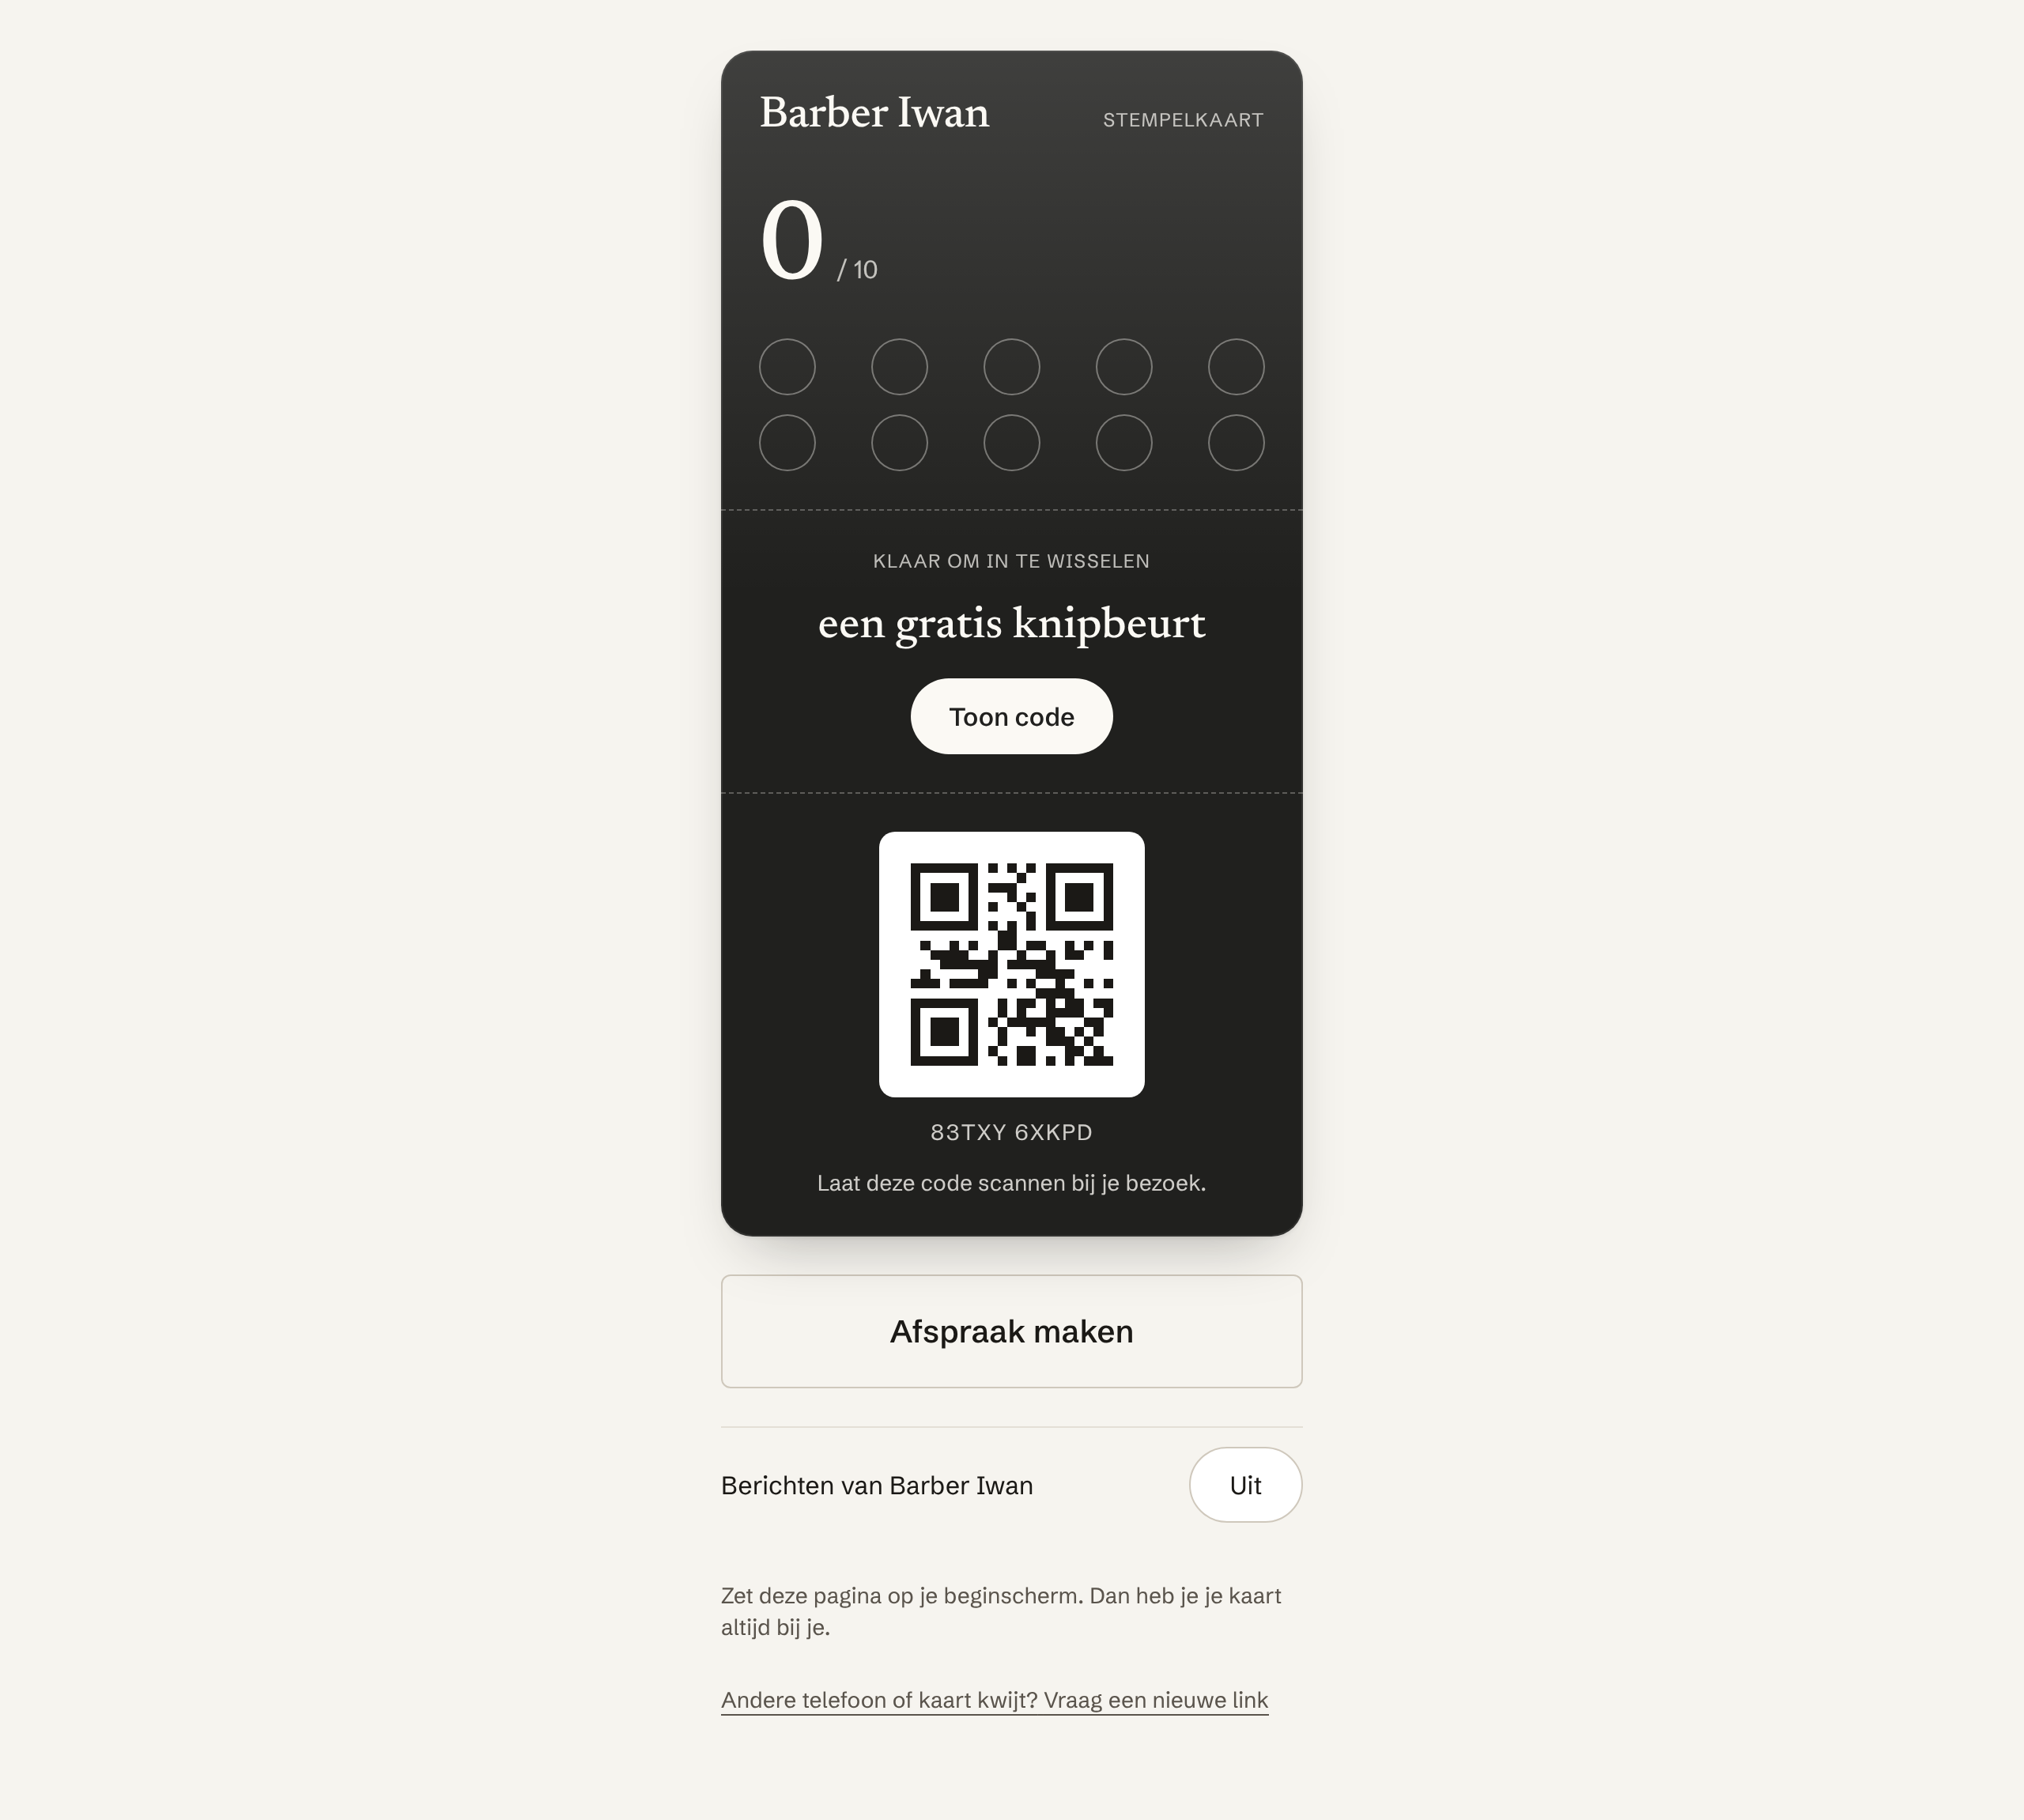 Barber Iwan
STEMPELKAART
0 / 10
KLAAR OM IN TE WISSELEN
een gratis knipbeurt
Toon code
83TXY 6XKPD
Laat deze code scannen bij je bezoek.
Afspraak maken
Berichten van Barber Iwan
Uit
Zet deze pagina op je beginscherm. Dan heb je je kaart
altijd bij je.
Andere telefoon of kaart kwijt? Vraag een nieuwe link